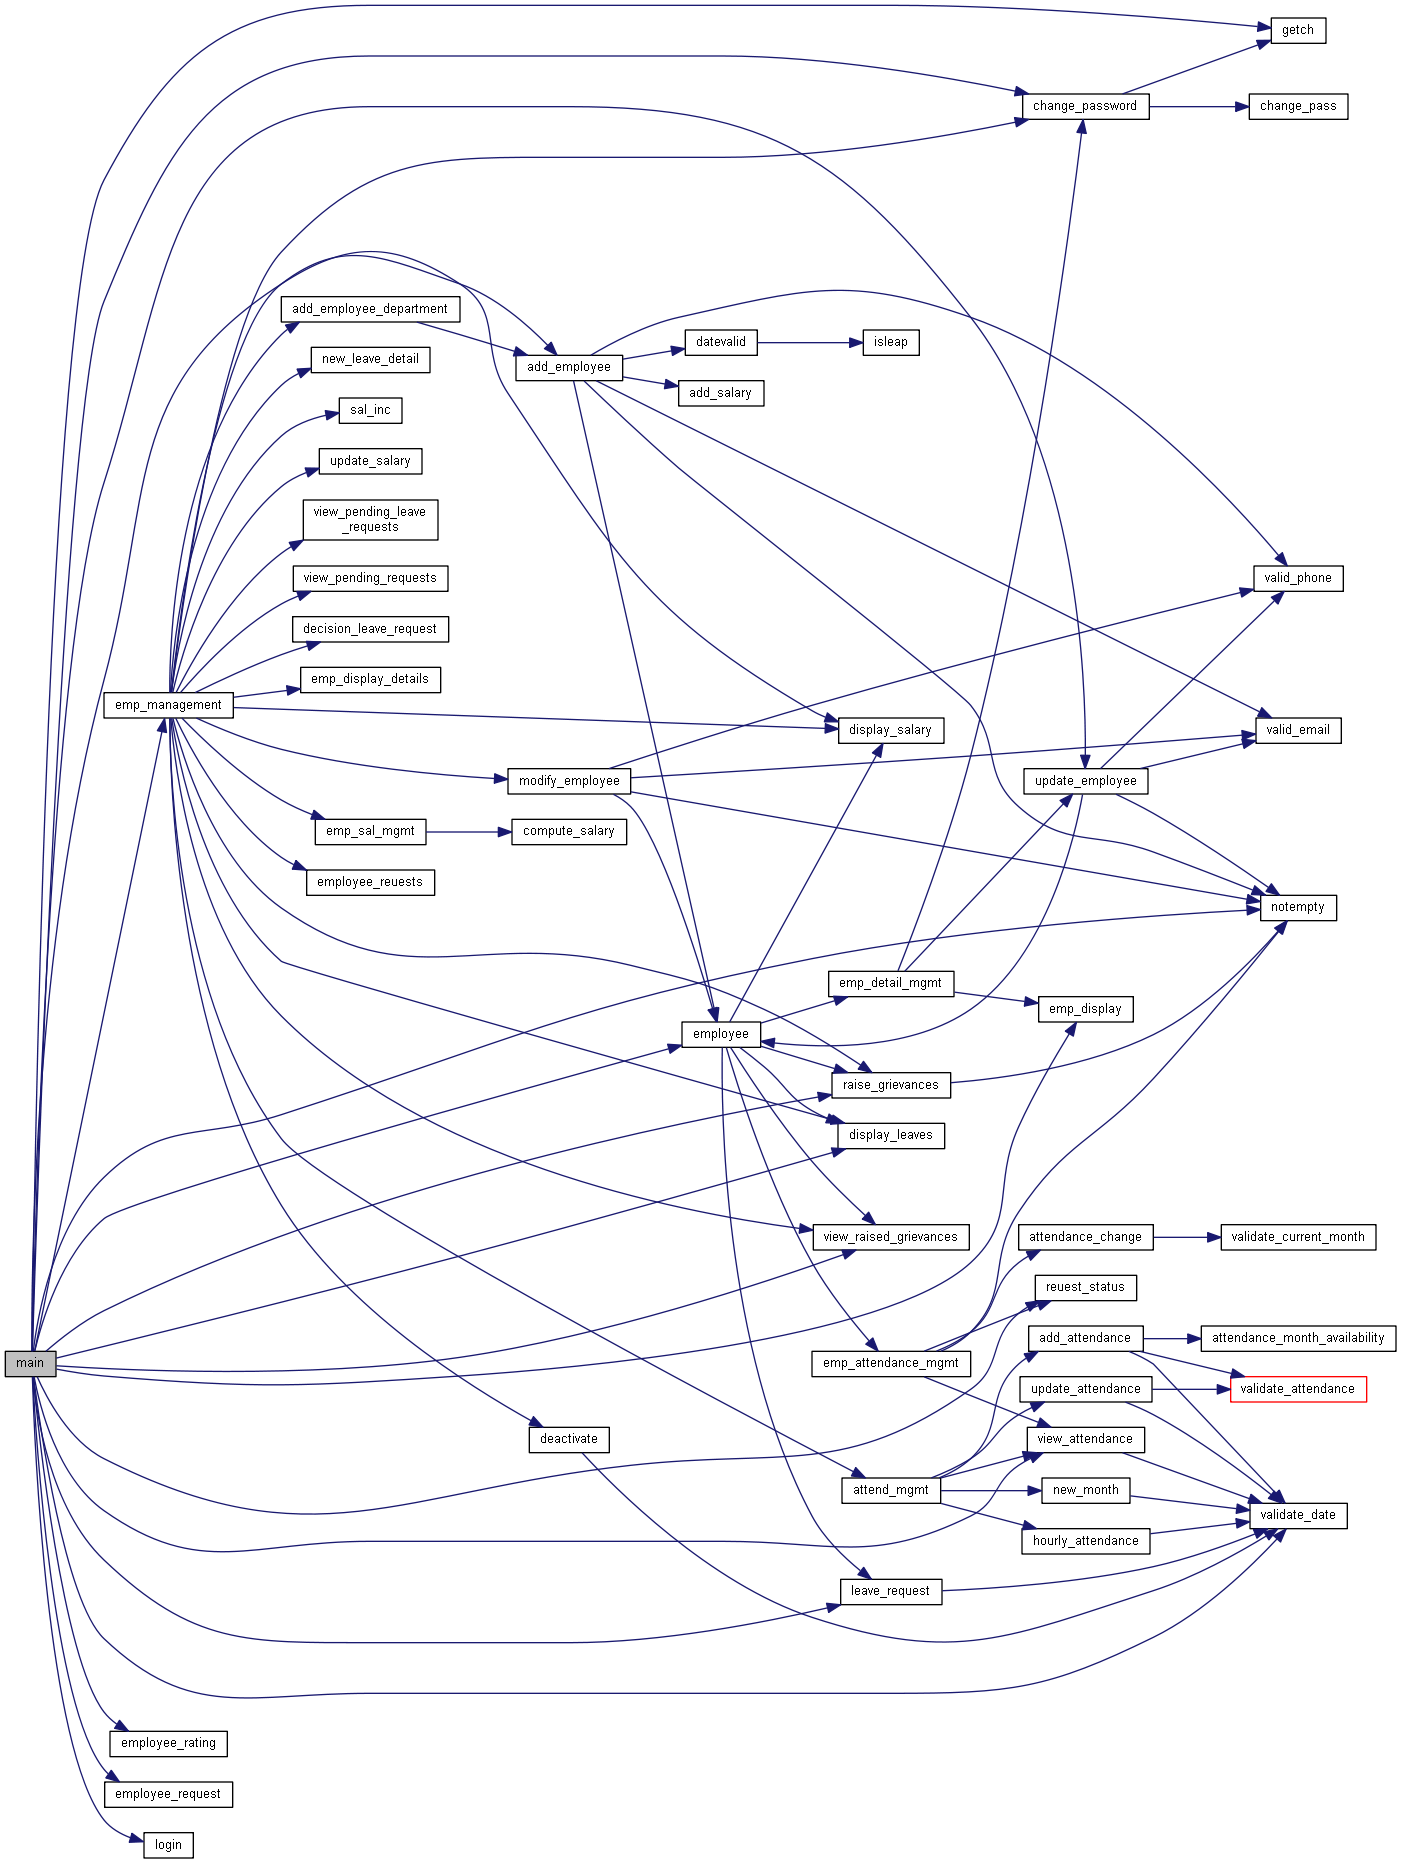 getch
change_password
change_pass
add_employee_department
new_leave_detail
datevalid
isleap
add_employee
add_salary
sal_inc
update_salary
view_pending_leave
_requests
view_pending_requests
valid_phone
decision_leave_request
emp_display_details
emp_management
display_salary
valid_email
modify_employee
update_employee
emp_sal_mgmt
compute_salary
employee_reuests
notempty
emp_detail_mgmt
emp_display
employee
raise_grievances
display_leaves
view_raised_grievances
attendance_change
validate_current_month
reuest_status
add_attendance
attendance_month_availability
main
emp_attendance_mgmt
update_attendance
validate_attendance
deactivate
view_attendance
attend_mgmt
new_month
validate_date
hourly_attendance
leave_request
employee_rating
employee_request
login